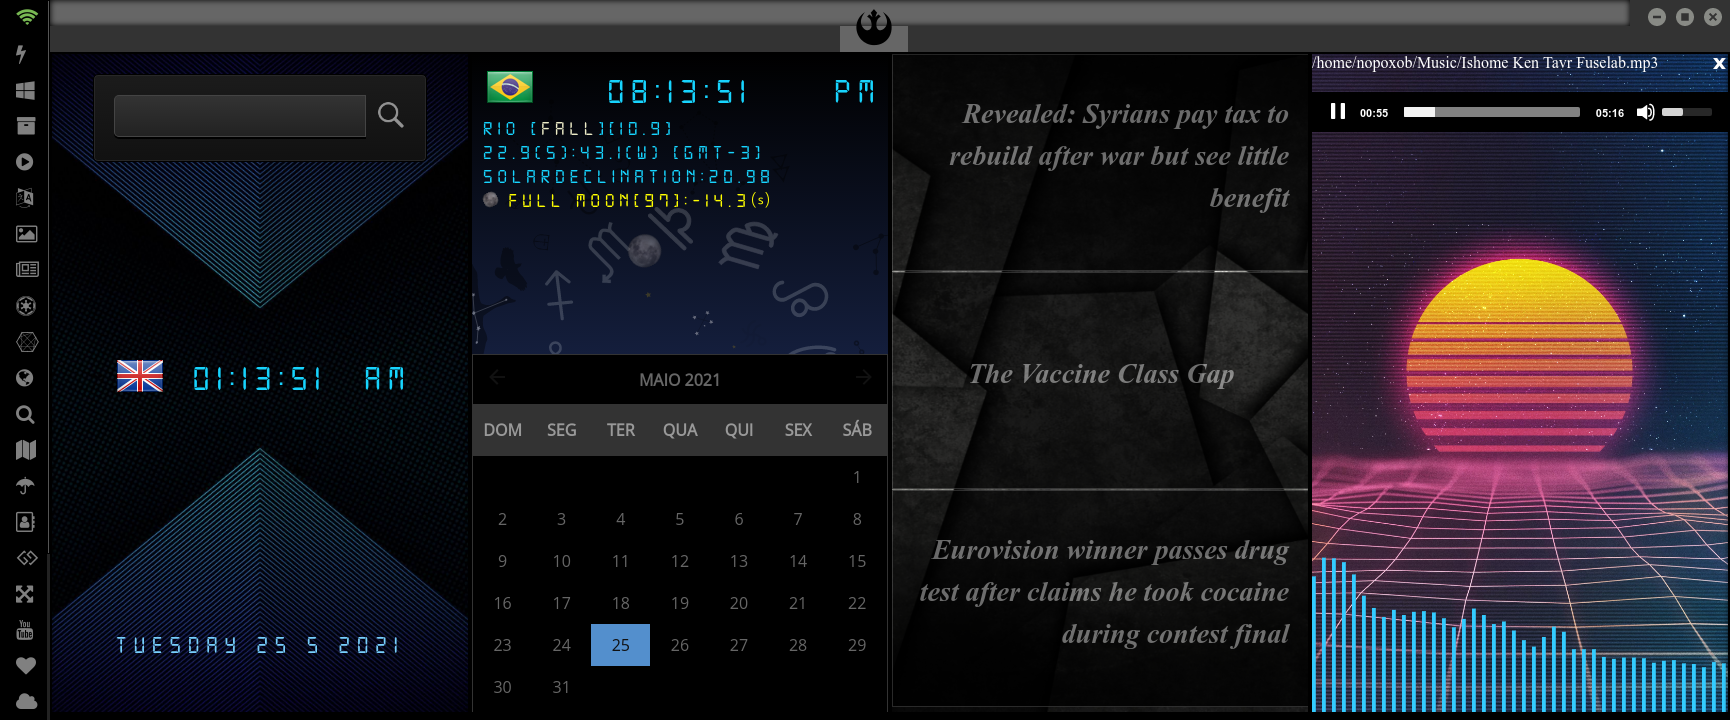 01:13:51 AM
TUESDAY 25 5 2021
08:13:51 PM
RIO (FALL)(10.9)
22.9(S):43.1(W) (GMT-3)
SOLARDECLINATION:20.98
FULL MOON(97):-14.3(s)
MAIO 2021
DOM SEG TER QUA QUI SEX SÁB
1
2 3 4 5 6 7 8
9 10 11 12 13 14 15
16 17 18 19 20 21 22
23 24 25 26 27 28 29
30 31
Revealed: Syrians pay tax to
rebuild after war but see little
benefit
The Vaccine Class Gap
Eurovision winner passes drug
test after claims he took cocaine
during contest final
/home/nopoxob/Music/Ishome Ken Tavr Fuselab.mp3 x
00:55 05:16
You
Tube